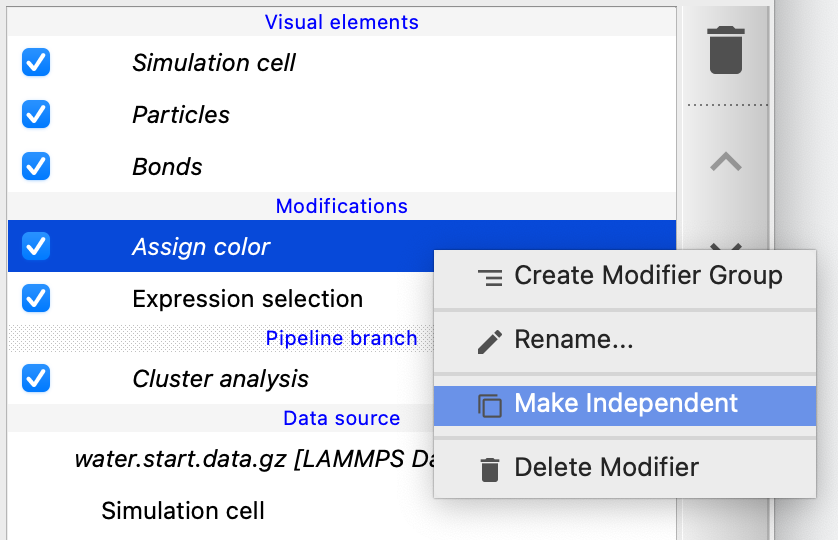 Visual elements
Simulation cell
Particles
Bonds
Modifications
Assign color
Create Modifier Group
Expression selection
Pipeline branch
Rename...
Cluster analysis
Make Independent
Data source
water.start.data.gz [LAMMPS Da
Delete Modifier
Simulation cell